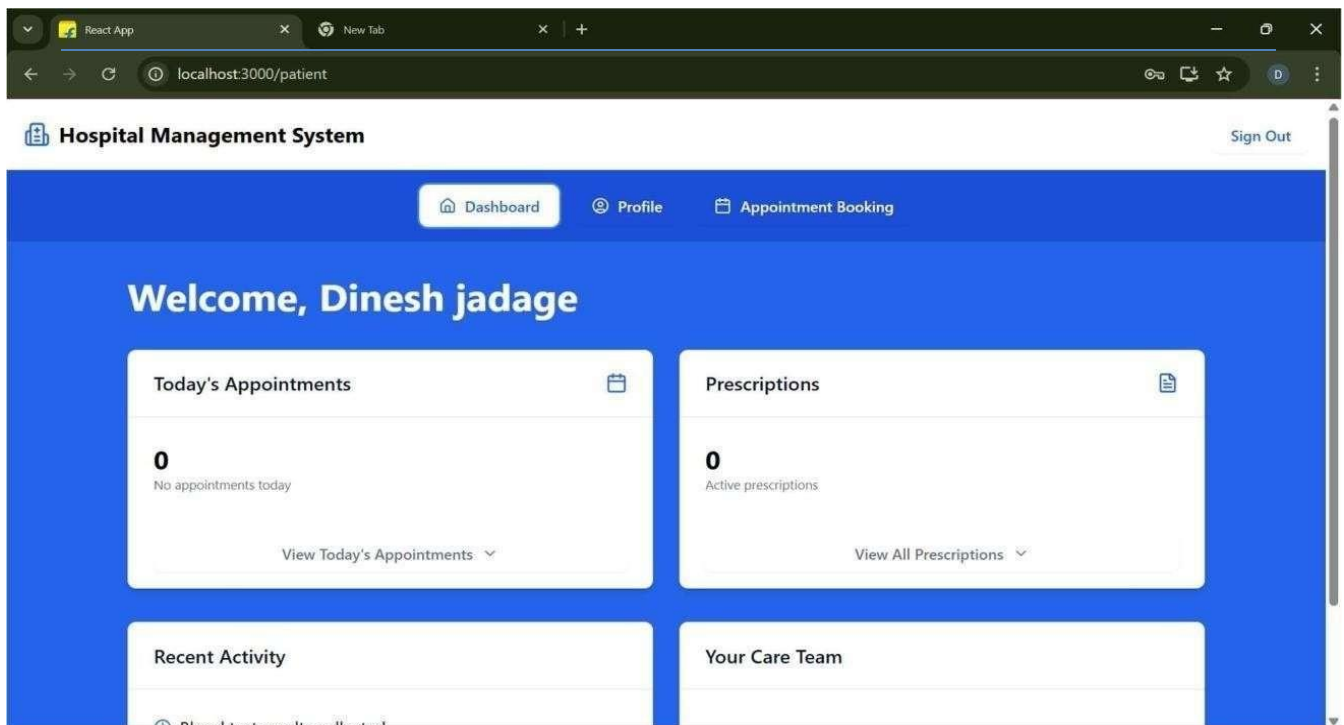 React App
New Tab
localhost:3000/patient
D
Hospital Management System
Sign Out
Dashboard
Profile
Appointment Booking
Welcome, Dinesh jadage
Today's Appointments
0
No appointments today
View Today's Appointments
Prescriptions
0
Active prescriptions
View All Prescriptions
Recent Activity
Your Care Team